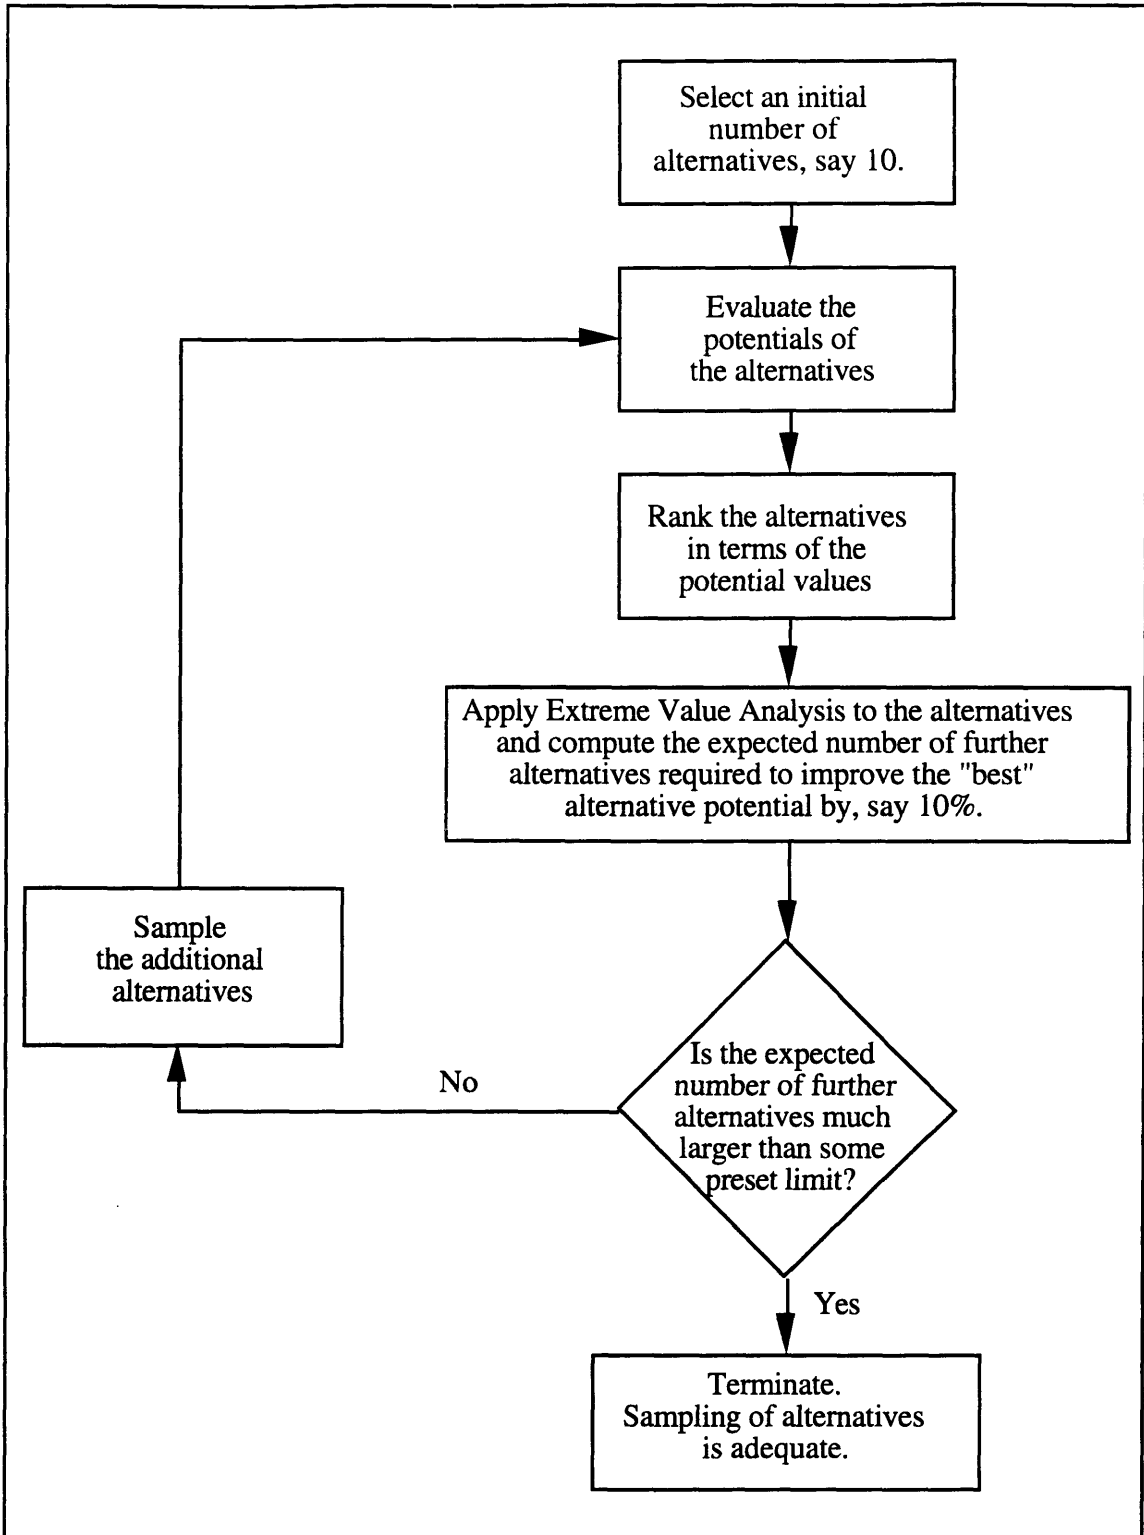 Select an initial
number of
alternatives, say 10.
Evaluate the
potentials of
the alternatives
Rank the alternatives
in terms of the
potential values
Apply Extreme Value Analysis to the alternatives
and compute the expected number of further
alternatives required to improve the "best"
alternative potential by, say 10%.
Sample
the additional
alternatives
No
Is the expected
number of further
alternatives much
larger than some
preset limit?
Yes
Terminate.
Sampling of alternatives
is adequate.